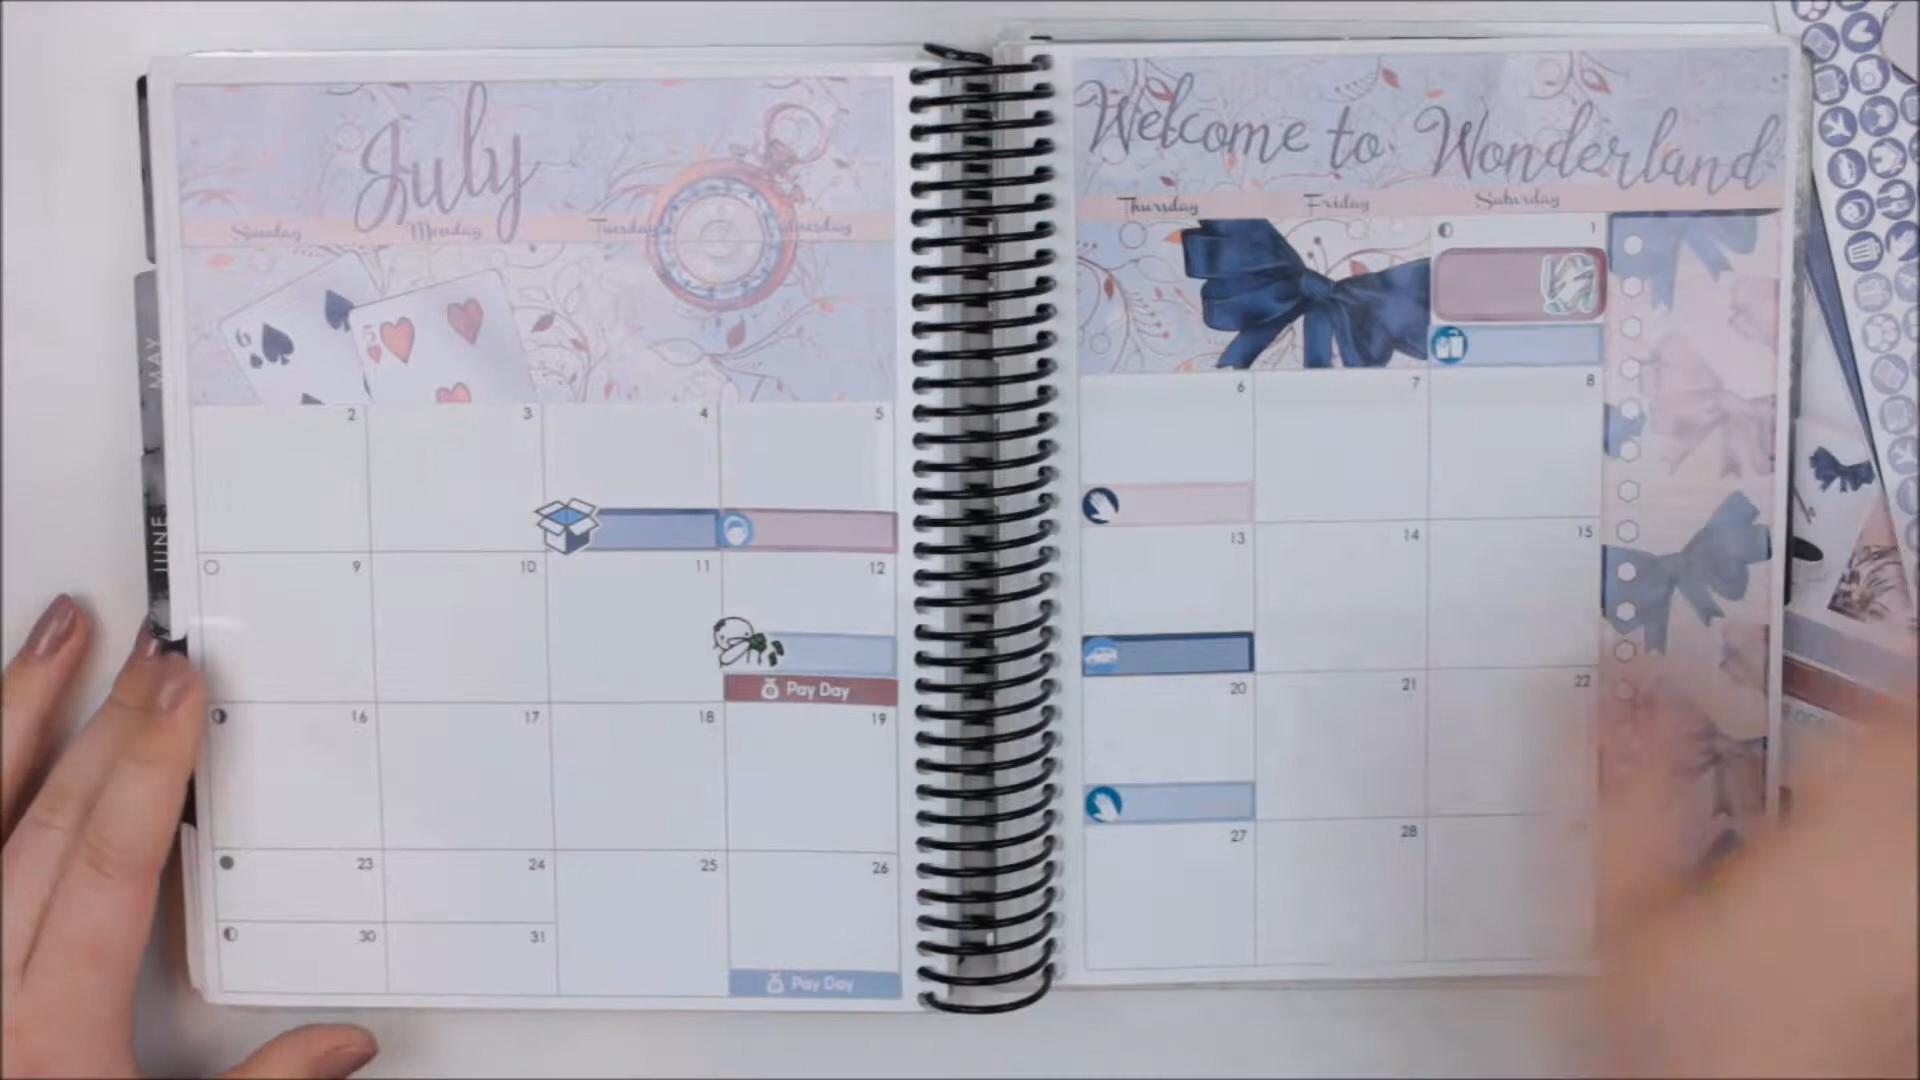 July
Welcome to Wonderland
Sunday Monday Tuesday
Thursday Friday Saturday
1
6
5
2 3 4 5
6 7 8
9 10 11 12
13 14 15
Pay Day
16 17 18 19
20 21 22
23 24 25 26
27 28
30 31
Pay Day
MAY
JUNE